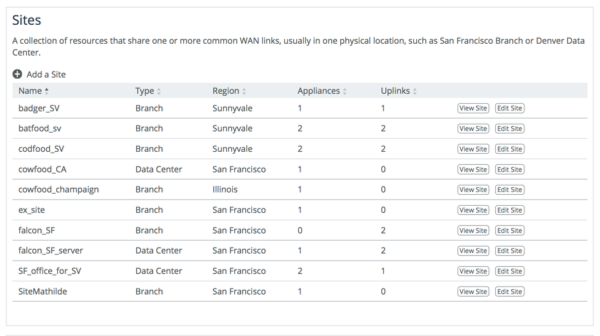 Sites
A collection of resources that share one or more common WAN links, usually in one physical location, such as San Francisco Branch or Denver Data
Center.
Add a Site
Name Type Region Appliances Uplinks
badger_SV Branch Sunnyvale 1 1 View Site Edit Site
batfood_sv Branch Sunnyvale 2 2 View Site Edit Site
codfood_SV Branch Sunnyvale 2 2 View Site Edit Site
cowfood_CA Data Center San Francisco 1 0 View Site Edit Site
cowfood_champaign Branch Illinois 1 0 View Site Edit Site
ex_site Branch San Francisco 1 0 View Site Edit Site
falcon_SF Branch San Francisco 0 2 View Site Edit Site
falcon_SF_server Data Center San Francisco 1 2 View Site Edit Site
SF_office_for_SV Data Center San Francisco 2 1 View Site Edit Site
SiteMathilde Branch San Francisco 1 0 View Site Edit Site